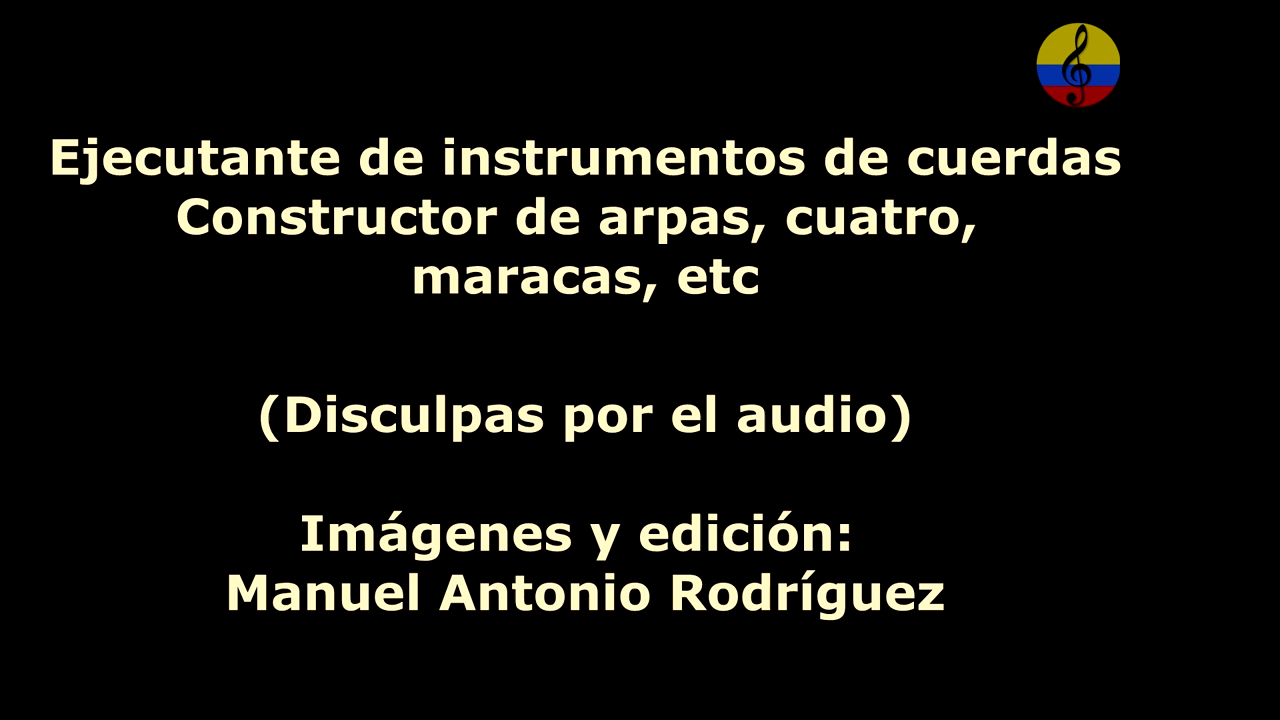 Ejecutante de instrumentos de cuerdas
Constructor de arpas, cuatro,
maracas, etc
(Disculpas por el audio)
Imágenes y edición:
Manuel Antonio Rodríguez